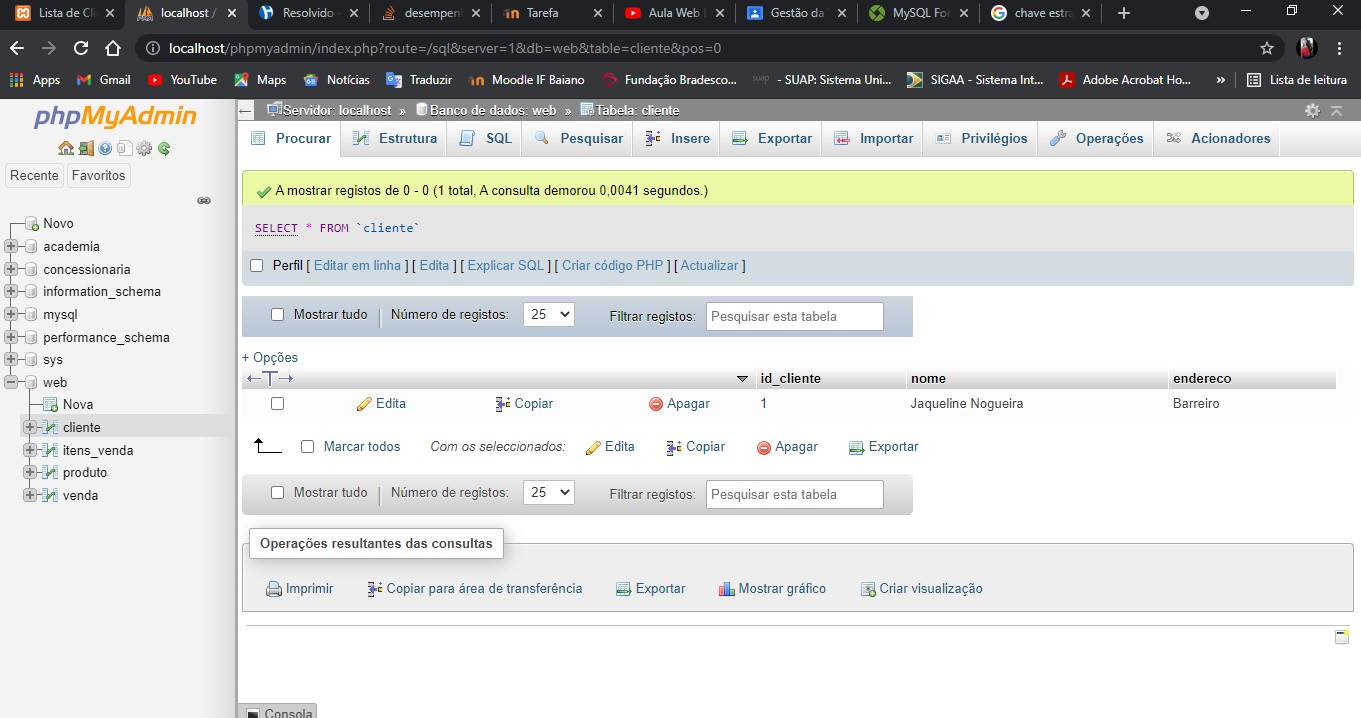 Lista de Cli
localhost /
Resolvido -
desempenh
Tarefa
Aula Web I
Gestão da
MySQL For
chave estra
localhost/phpmyadmin/index.php?route=/sql&server=1&db=web&table=cliente&pos=0
Apps
Gmail
YouTube
Maps
Notícias
Traduzir
Moodle IF Baiano
Fundação Bradesco...
suap - SUAP: Sistema Uni...
SIGAA - Sistema Int...
Adobe Acrobat Ho...
»
Lista de leitura
phpMyAdmin
Recente
Favoritos
Novo
academia
concessionaria
information_schema
mysql
performance_schema
sys
web
Nova
cliente
itens_venda
produto
venda
Servidor: localhost » Banco de dados: web » Tabela: cliente
Procurar
Estrutura
SQL
Pesquisar
Insere
Exportar
Importar
Privilégios
Operações
Acionadores
A mostrar registos de 0 - 0 (1 total, A consulta demorou 0,0041 segundos.)
SELECT * FROM `cliente`
Perfil [ Editar em linha ] [ Edita ] [ Explicar SQL ] [ Criar código PHP ] [ Actualizar ]
Mostrar tudo | Número de registos: 25 Filtrar registos: Pesquisar esta tabela
+ Opções
←T→ id_cliente nome endereco
Edita Copiar Apagar 1 Jaqueline Nogueira Barreiro
Marcar todos Com os seleccionados: Edita Copiar Apagar Exportar
Mostrar tudo | Número de registos: 25 Filtrar registos: Pesquisar esta tabela
Operações resultantes das consultas
Imprimir Copiar para área de transferência Exportar Mostrar gráfico Criar visualização
Consola